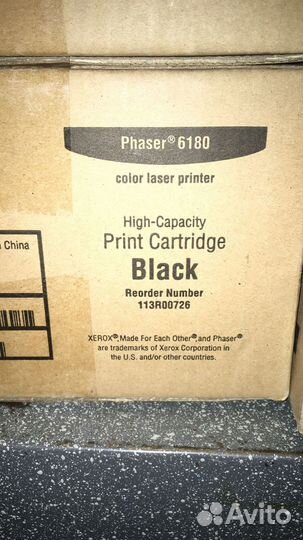 Phaser® 6180
color laser printer
High-Capacity
Print Cartridge
Black
Reorder Number
113R00726
China
XEROX®, Made For Each Other®, and Phaser®
are trademarks of Xerox Corporation in
the U.S. and/or other countries.
Avito